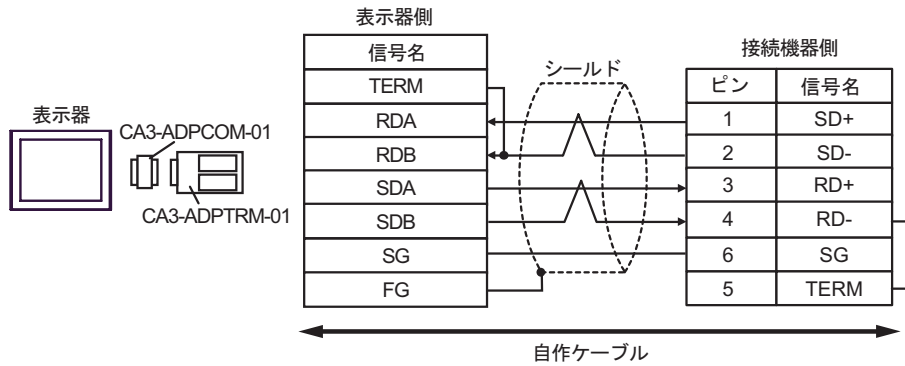 表示器側
信号名
TERM
RDA
RDB
SDA
SDB
SG
FG
シールド
接続機器側
ピン 信号名
1 SD+
2 SD-
3 RD+
4 RD-
6 SG
5 TERM
表示器
CA3-ADPCOM-01
CA3-ADPTRM-01
自作ケーブル